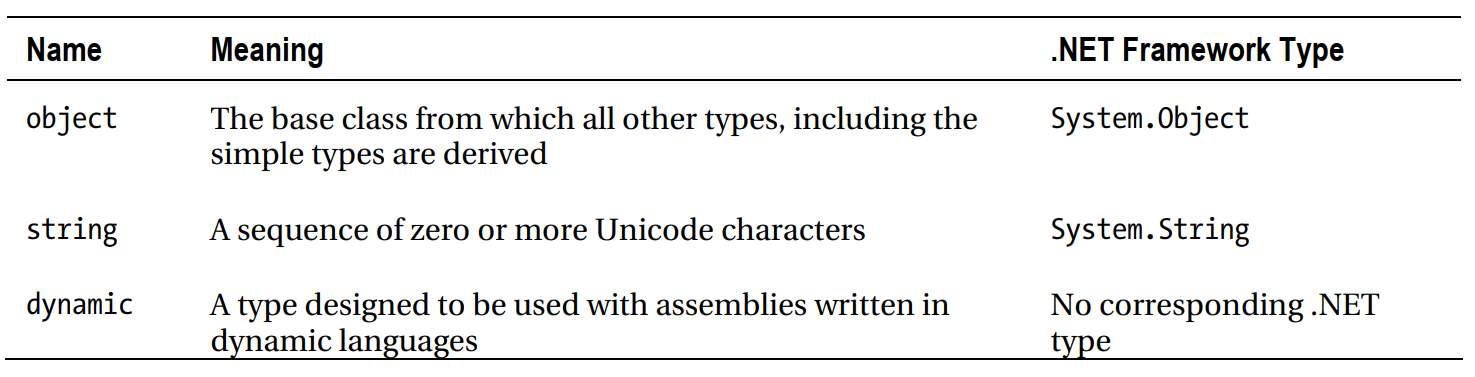 Name Meaning .NET Framework Type
object The base class from which all other types, including the System.Object
simple types are derived
string A sequence of zero or more Unicode characters System.String
dynamic A type designed to be used with assemblies written in No corresponding .NET
dynamic languages type